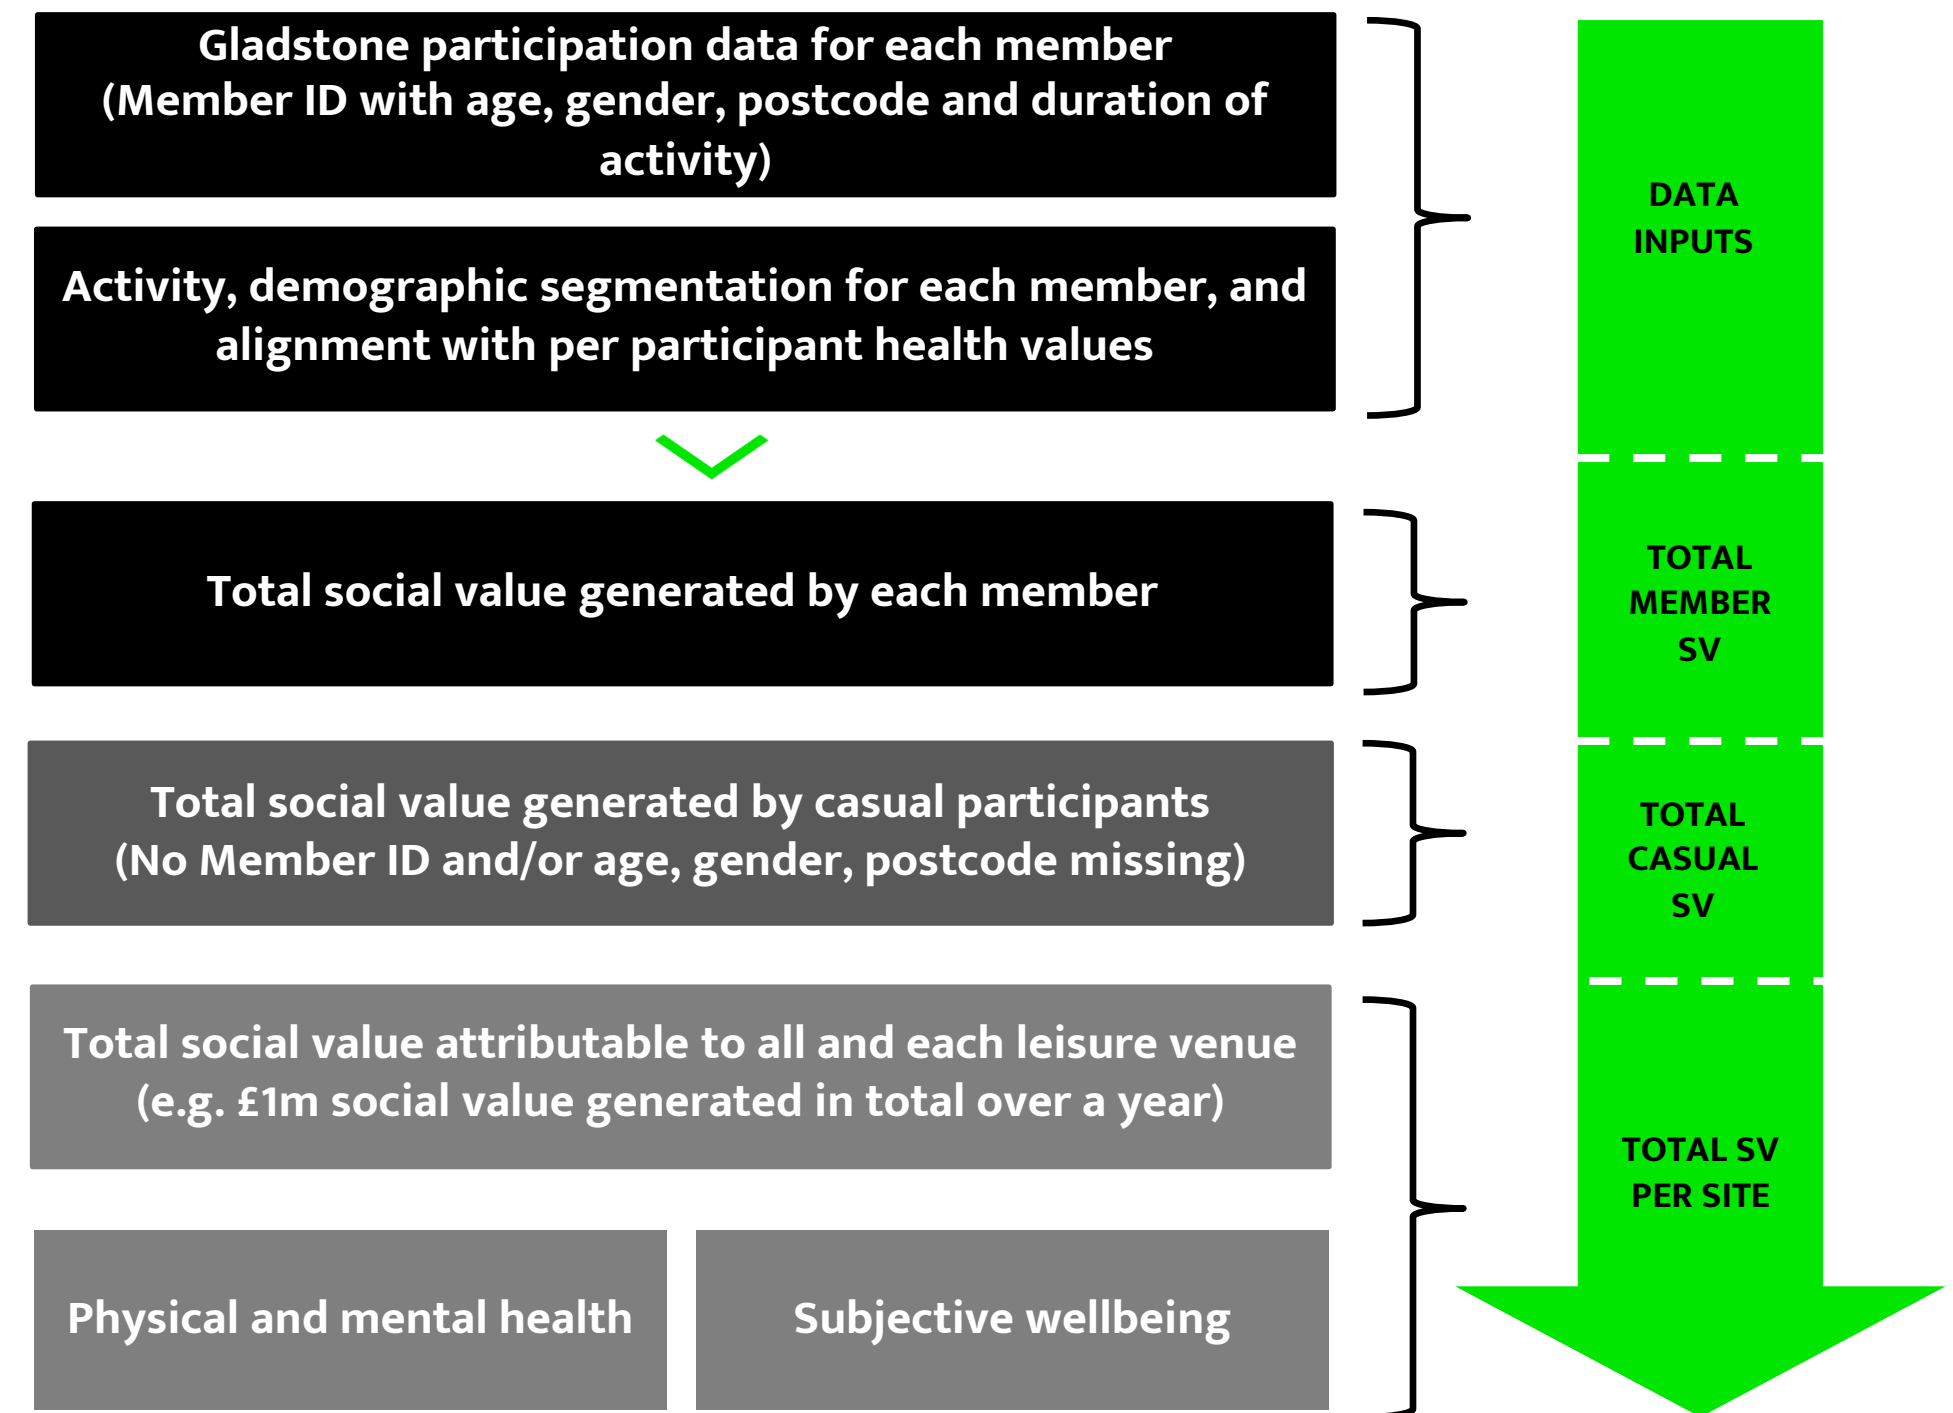 Gladstone participation data for each member
(Member ID with age, gender, postcode and duration of
activity)
DATA
INPUTS
Activity, demographic segmentation for each member, and
alignment with per participant health values
Total social value generated by each member
TOTAL
MEMBER
SV
Total social value generated by casual participants
(No Member ID and/or age, gender, postcode missing)
TOTAL
CASUAL
SV
Total social value attributable to all and each leisure venue
(e.g. £1m social value generated in total over a year)
TOTAL SV
PER SITE
Physical and mental health
Subjective wellbeing